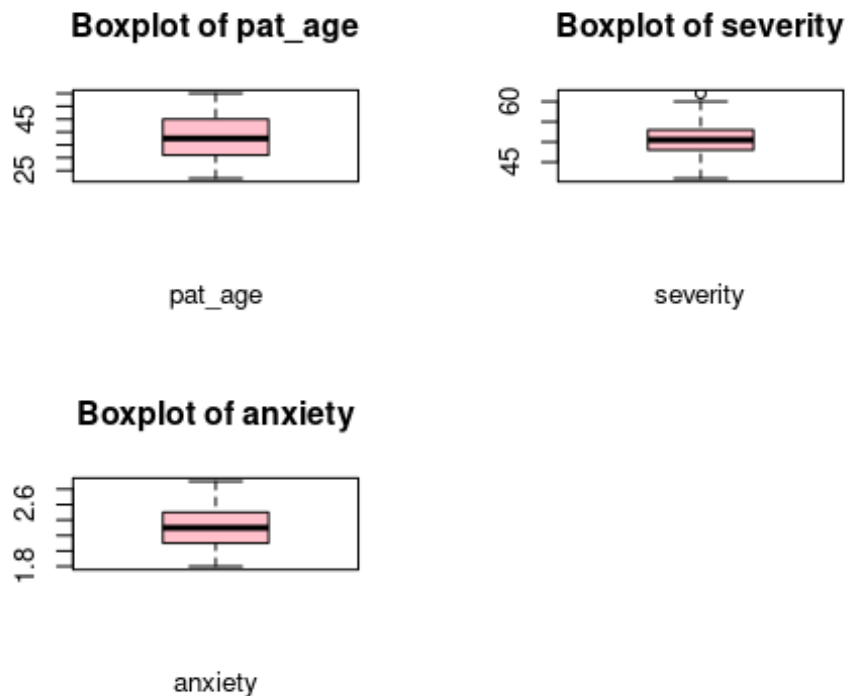 Boxplot of pat_age
45
25
pat_age
Boxplot of severity
60
45
severity
Boxplot of anxiety
2.6
1.8
anxiety